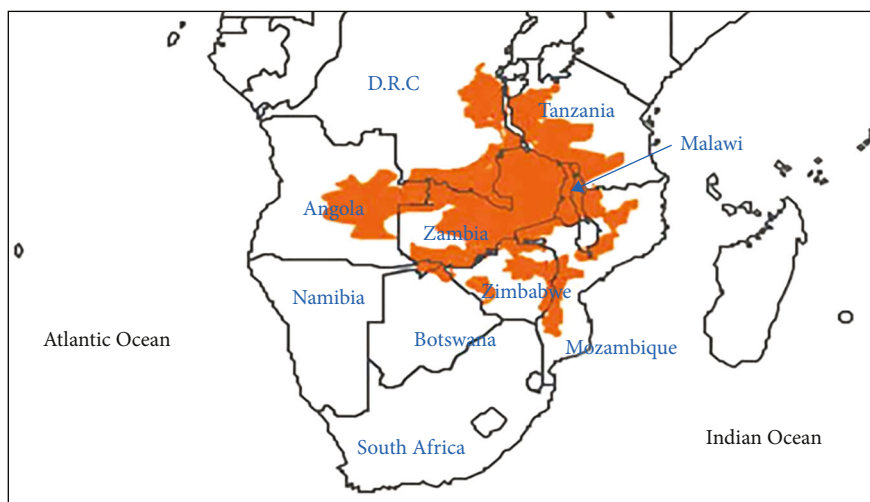 D.R.C
Tanzania
Malawi
Angola
Zambia
Namibia
Zimbabwe
Atlantic Ocean
Botswana
Mozambique
South Africa
Indian Ocean